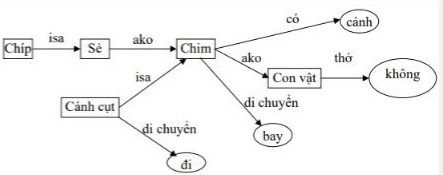 có
cánh
isa
ako
Chíp
Sẻ
Chim
ako
thở
isa
Con vật
không
Cánh cụt
di chuyển
di chuyển
bay
đi